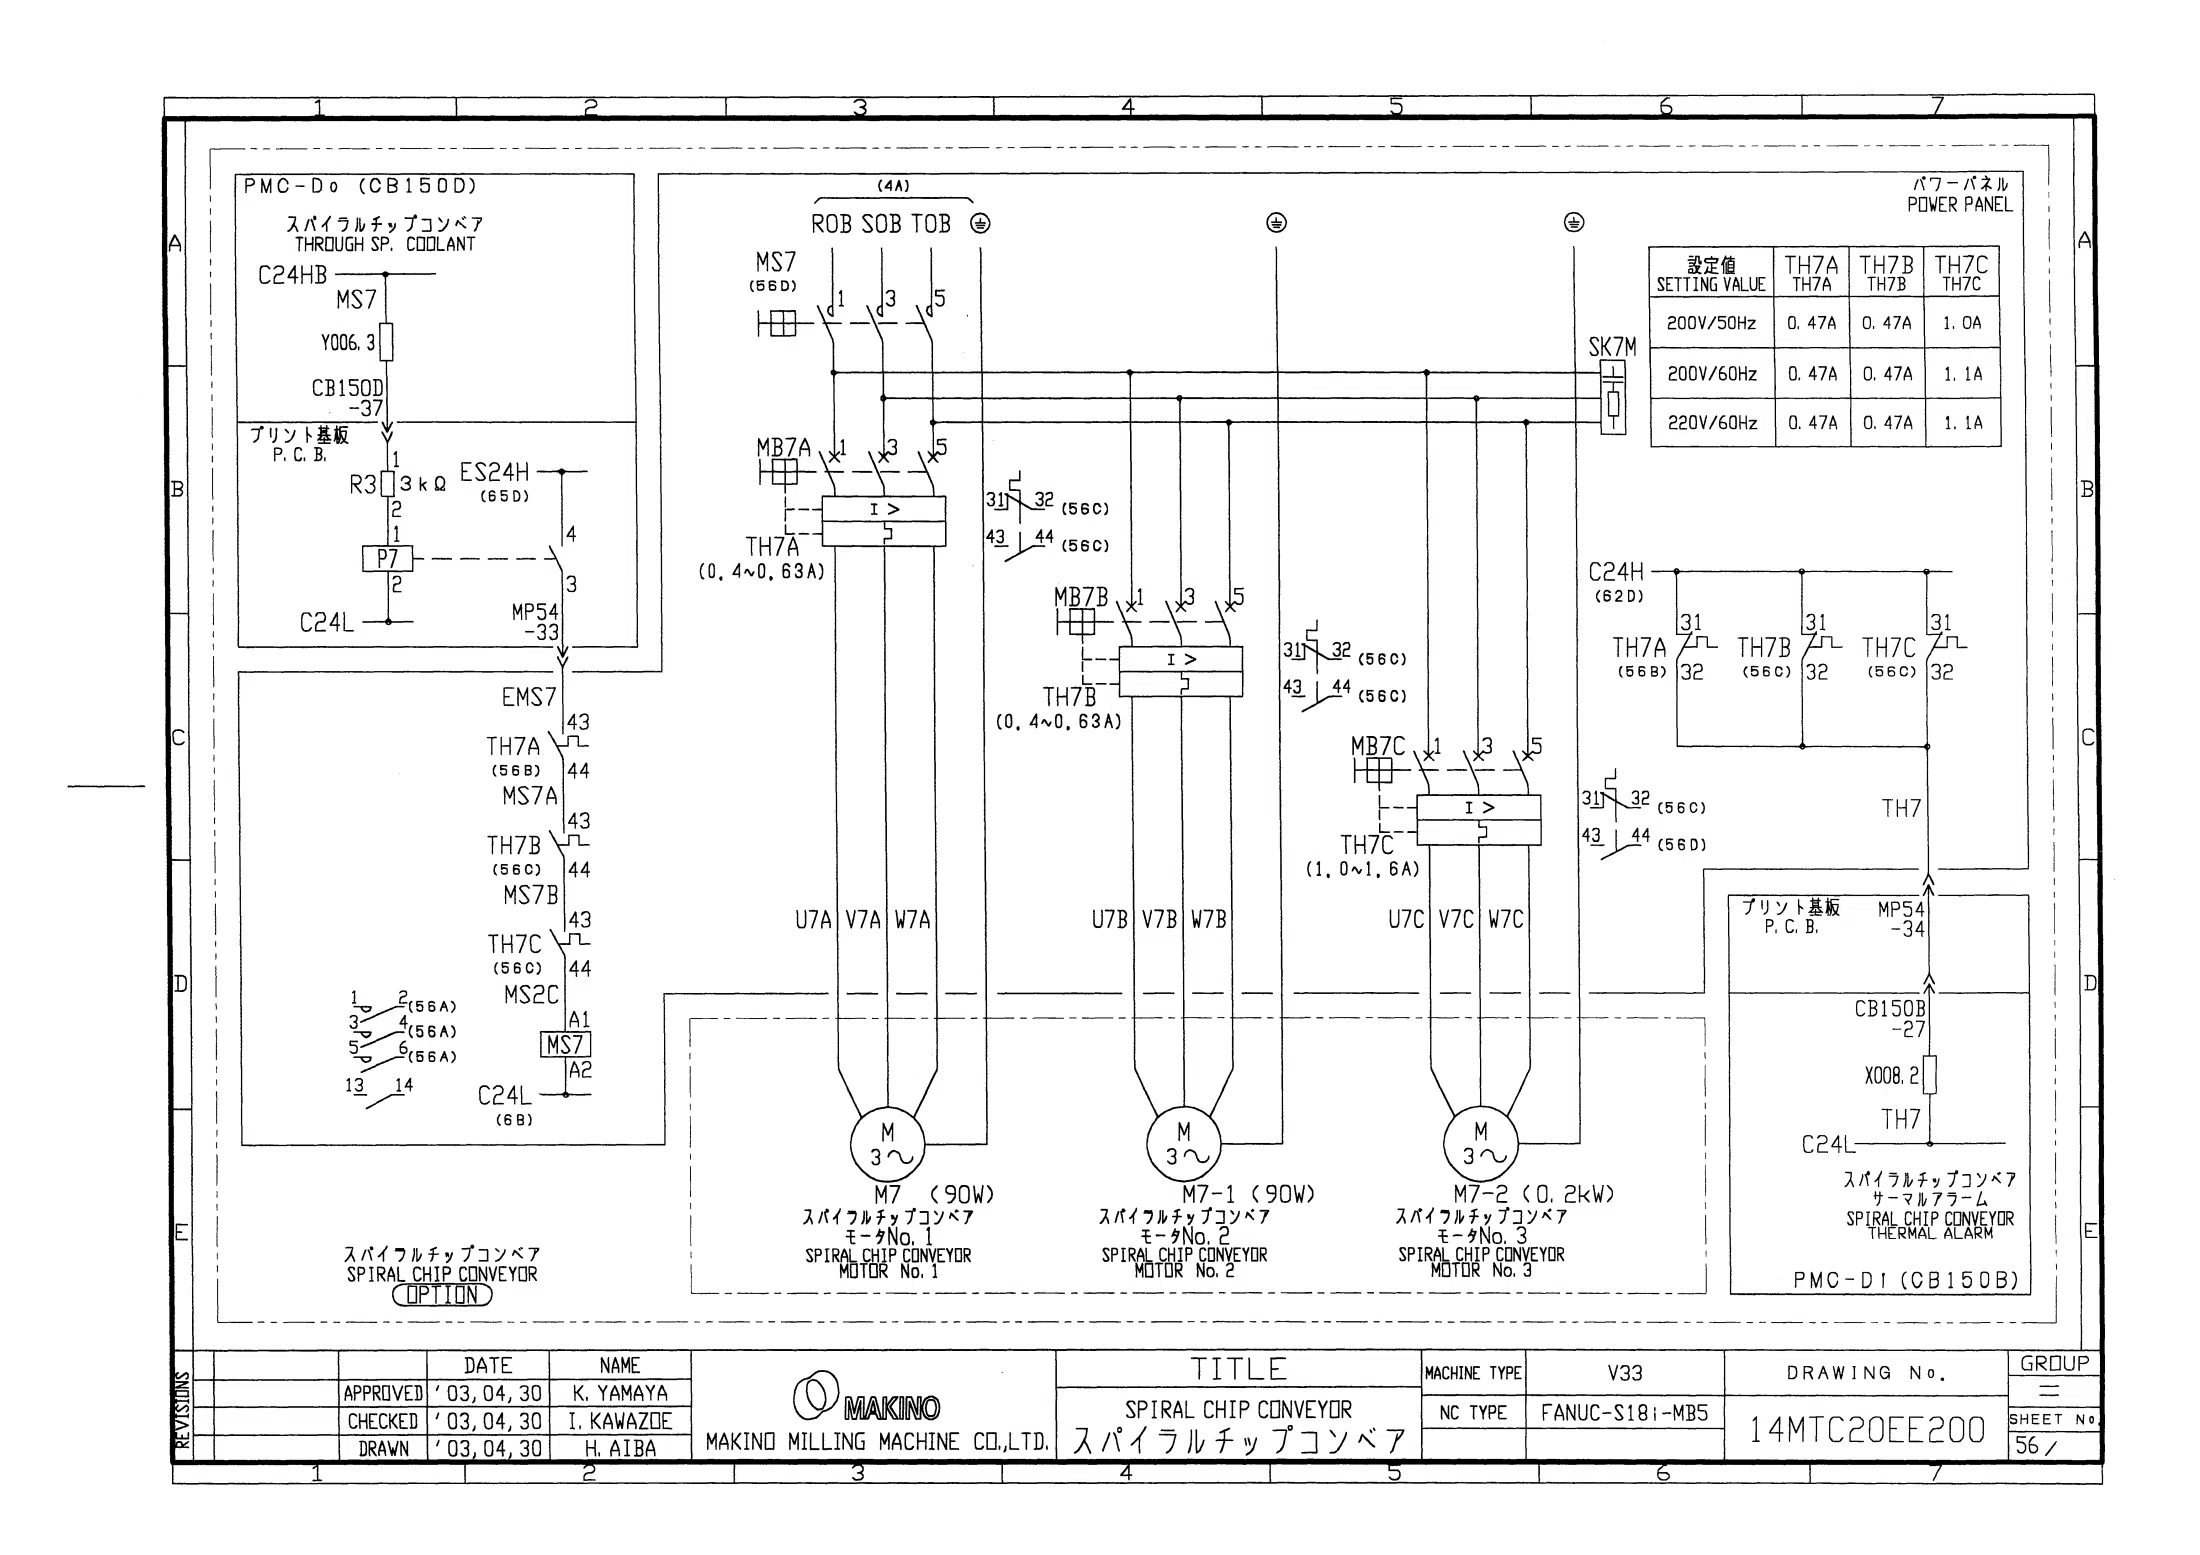 1 2 3 4 5 6 7
A
B
C
D
E
PMC-Do (CB150D)
スパイラルチップコンベア
THROUGH SP. COOLANT
C24HB
MS7
Y006.3
CB150D
-37
プリント基板
P.C.B.
1
R3 3kΩ
2
1
P7
2
C24L
ES24H
(65D)
4
3
MP54
-33
EMS7
43
TH7A
(56B) 44
MS7A
43
TH7B
(56C) 44
MS7B
43
TH7C
(56C) 44
MS2C
A1
MS7
A2
C24L
(6B)
1 2 (56A)
3 4 (56A)
5 6 (56A)
13 14
スパイラルチップコンベア
SPIRAL CHIP CONVEYOR
OPTION
(4A)
R0B S0B T0B
MS7
(56D)
1 3 5
MB7A
1 3 5
I >
TH7A
(0.4~0.63A)
31 32 (56C)
43 44 (56C)
MB7B
1 3 5
I >
TH7B
(0.4~0.63A)
31 32 (56C)
43 44 (56C)
MB7C
1 3 5
I >
TH7C
(1.0~1.6A)
31 32 (56C)
43 44 (56D)
SK7M
U7A V7A W7A
U7B V7B W7B
U7C V7C W7C
M
3
M7 (90W)
スパイラルチップコンベア
モータNo.1
SPIRAL CHIP CONVEYOR
MOTOR No.1
M
3
M7-1 (90W)
スパイラルチップコンベア
モータNo.2
SPIRAL CHIP CONVEYOR
MOTOR No.2
M
3
M7-2 (0.2kW)
スパイラルチップコンベア
モータNo.3
SPIRAL CHIP CONVEYOR
MOTOR No.3
パワーパネル
POWER PANEL
設定値 TH7A TH7B TH7C
SETTING VALUE TH7A TH7B TH7C
200V/50Hz 0.47A 0.47A 1.0A
200V/60Hz 0.47A 0.47A 1.1A
220V/60Hz 0.47A 0.47A 1.1A
C24H
(62D)
31 31 31
TH7A TH7B TH7C
(56B) 32 (56C) 32 (56C) 32
TH7
プリント基板
P.C.B.
MP54
-34
CB150B
-27
X008.2
TH7
C24L
スパイラルチップコンベア
サーマルアラーム
SPIRAL CHIP CONVEYOR
THERMAL ALARM
PMC-DI (CB150B)
A
B
C
D
E
REVISIONS
DATE NAME
APPROVED '03,04,30 K. YAMAYA
CHECKED '03,04,30 I. KAWAZOE
DRAWN '03,04,30 H. AIBA
MAKINO
MAKINO MILLING MACHINE CO.,LTD.
TITLE
SPIRAL CHIP CONVEYOR
スパイラルチップコンベア
MACHINE TYPE V33
NC TYPE FANUC-S18i-MB5
DRAWING No.
14MTC20EE200
GROUP
=
SHEET No.
56/
1 2 3 4 5 6 7